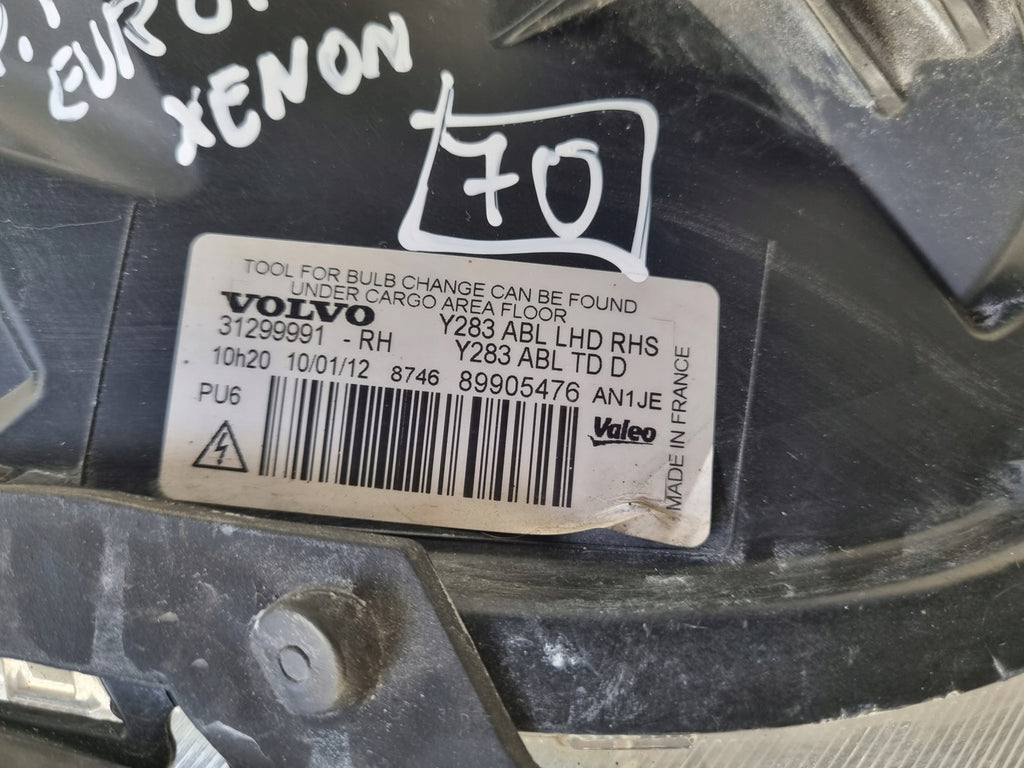 XENON
70
TOOL FOR BULB CHANGE CAN BE FOUND
UNDER CARGO AREA FLOOR
VOLVO Y283 ABL LHD RHS
31299991 - RH Y283 ABL TD D
10h20 10/01/12 8746 89905476 AN1JE
PU6
Valeo
MADE IN FRANCE